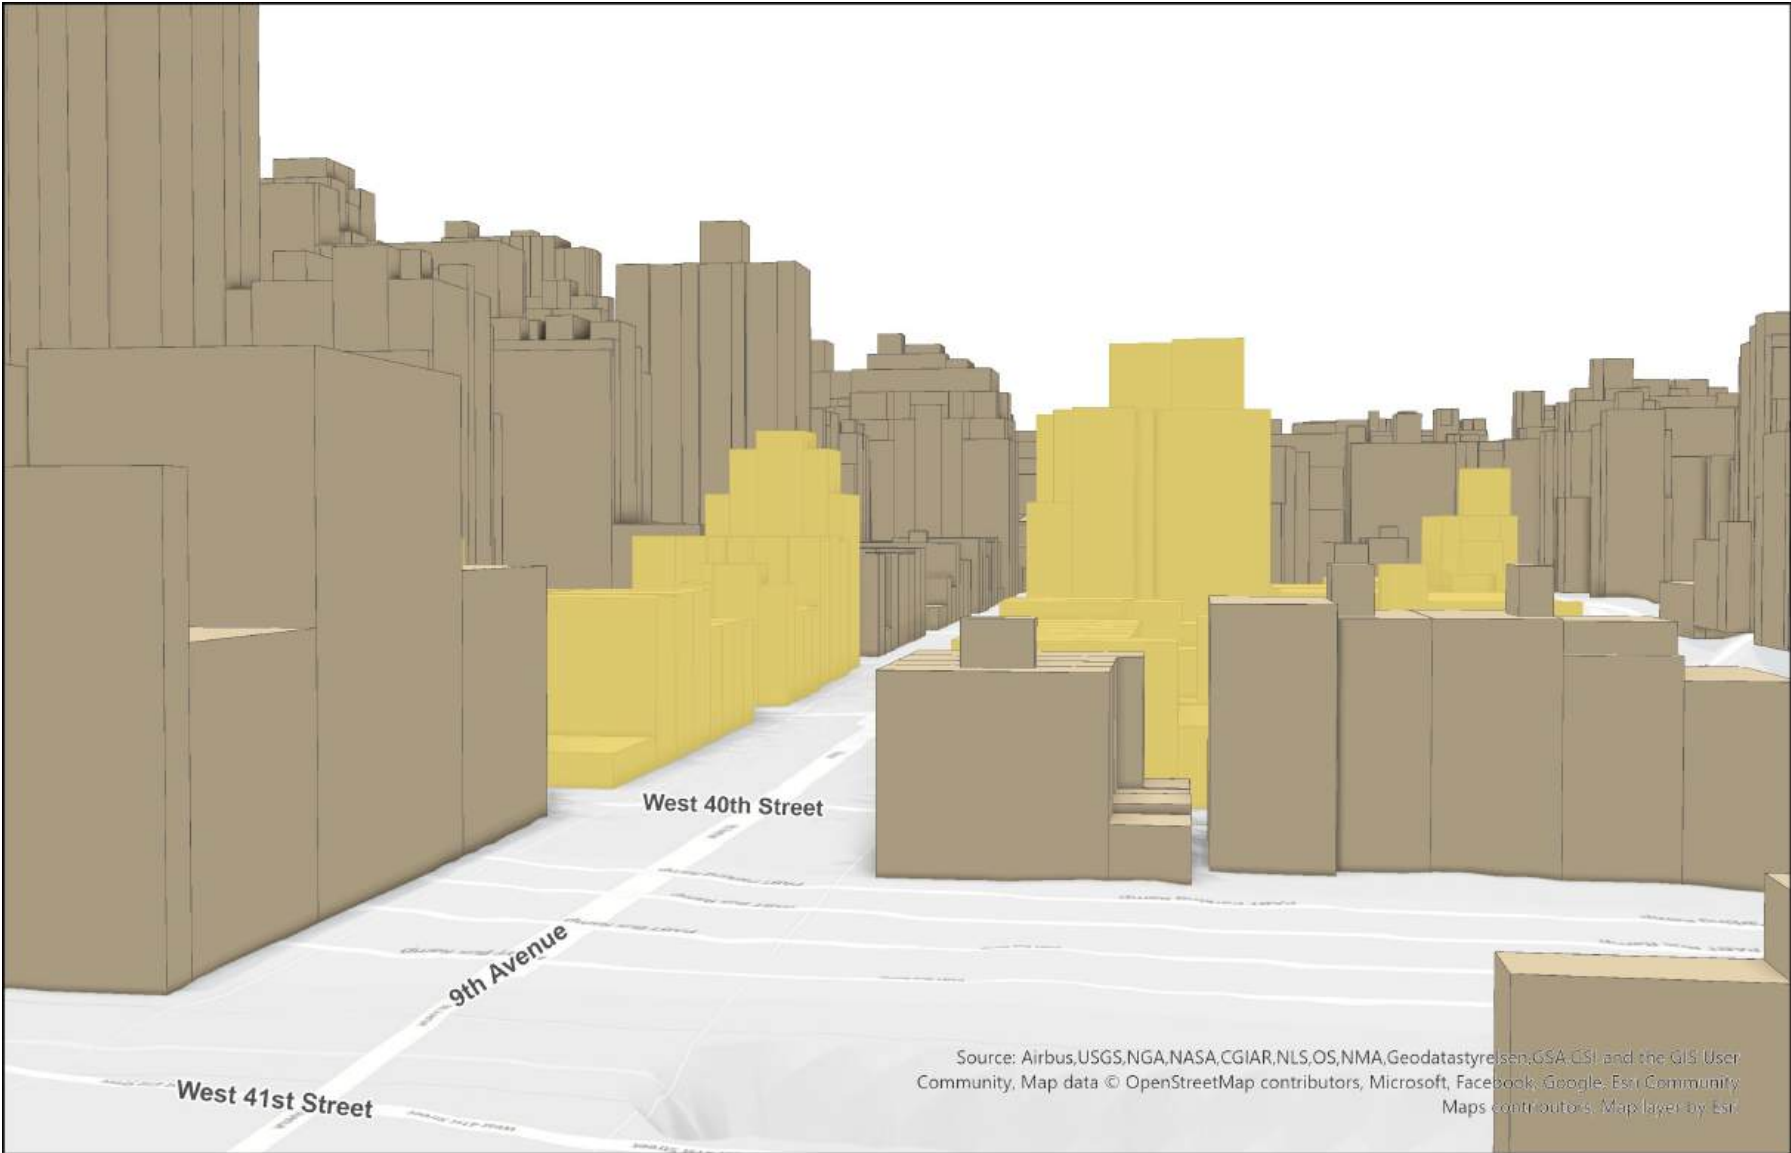 West 40th Street
9th Avenue
West 41st Street
Source: Airbus,USGS,NGA,NASA,CGIAR,NLS,OS,NMA,Geodatastyrelsen,GSA,GSI and the GIS User
Community, Map data © OpenStreetMap contributors, Microsoft, Facebook, Google, Esri Community
Maps contributors, Map layer by Esri